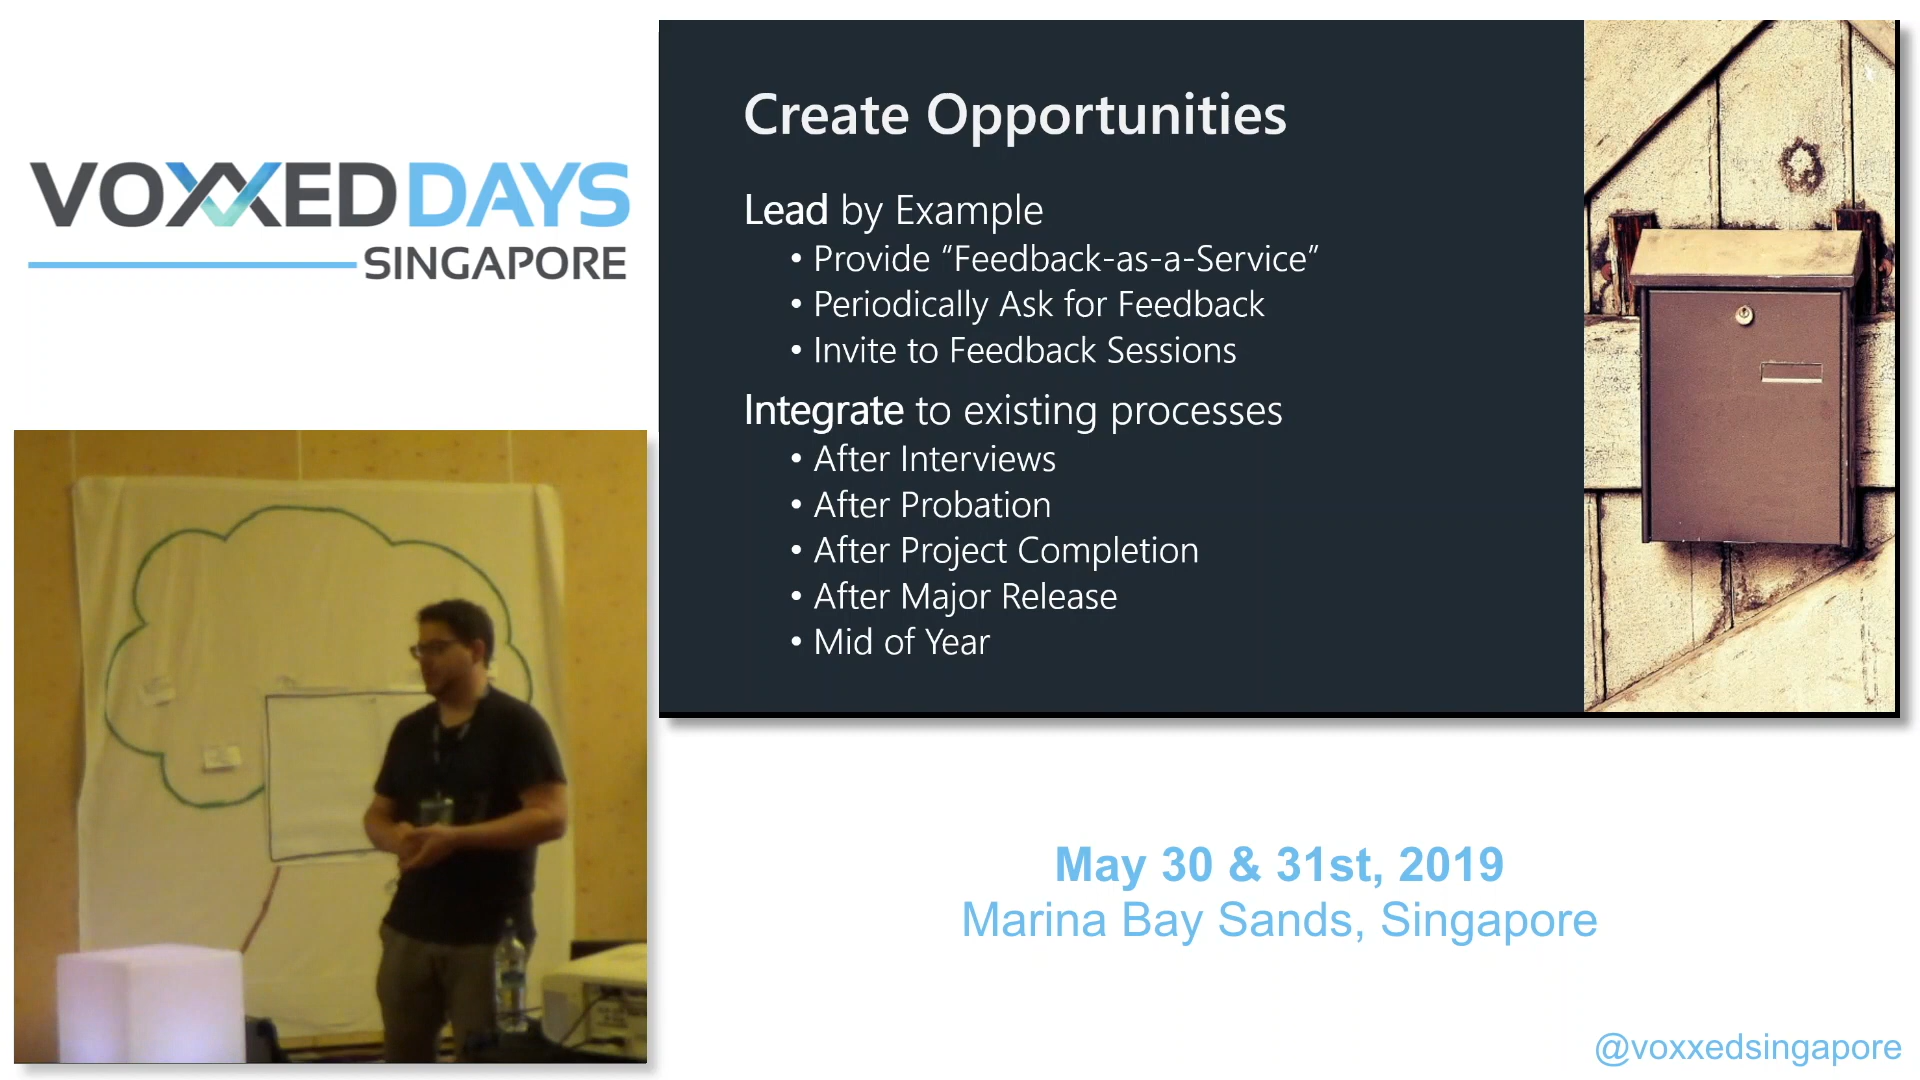 VOXXEDDAYS
SINGAPORE
Create Opportunities
Lead by Example
• Provide “Feedback-as-a-Service”
• Periodically Ask for Feedback
• Invite to Feedback Sessions
Integrate to existing processes
• After Interviews
• After Probation
• After Project Completion
• After Major Release
• Mid of Year
May 30 & 31st, 2019
Marina Bay Sands, Singapore
@voxxedsingapore